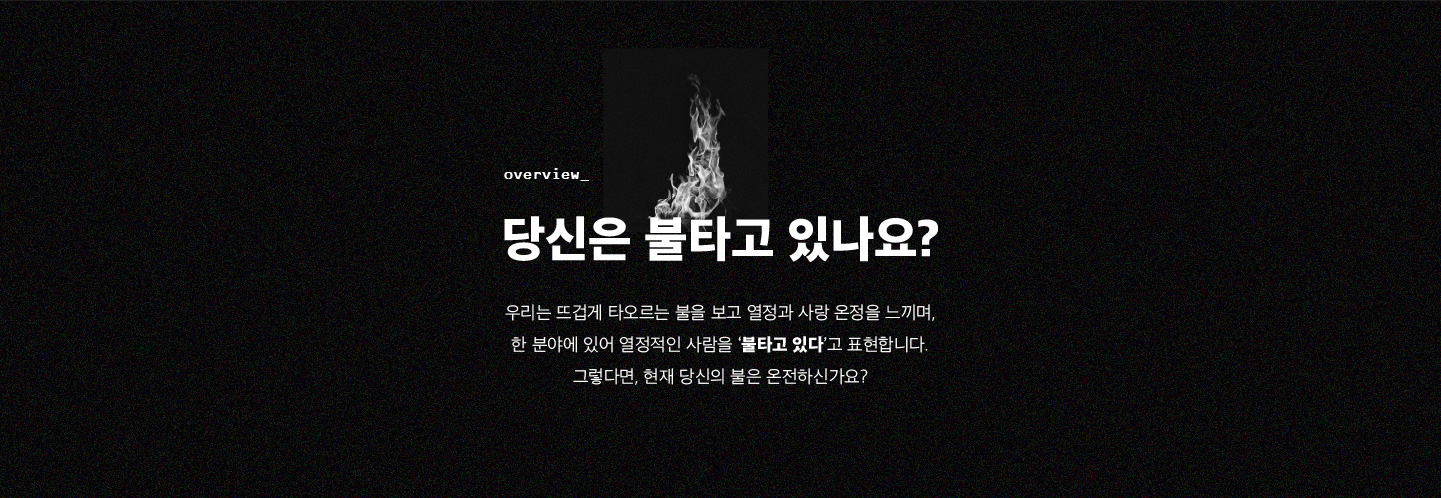 overview_
당신은 불타고 있나요?
우리는 뜨겁게 타오르는 불을 보고 열정과 사랑 온정을 느끼며,
한 분야에 있어 열정적인 사람을 ‘불타고 있다’고 표현합니다.
그렇다면, 현재 당신의 불은 온전하신가요?